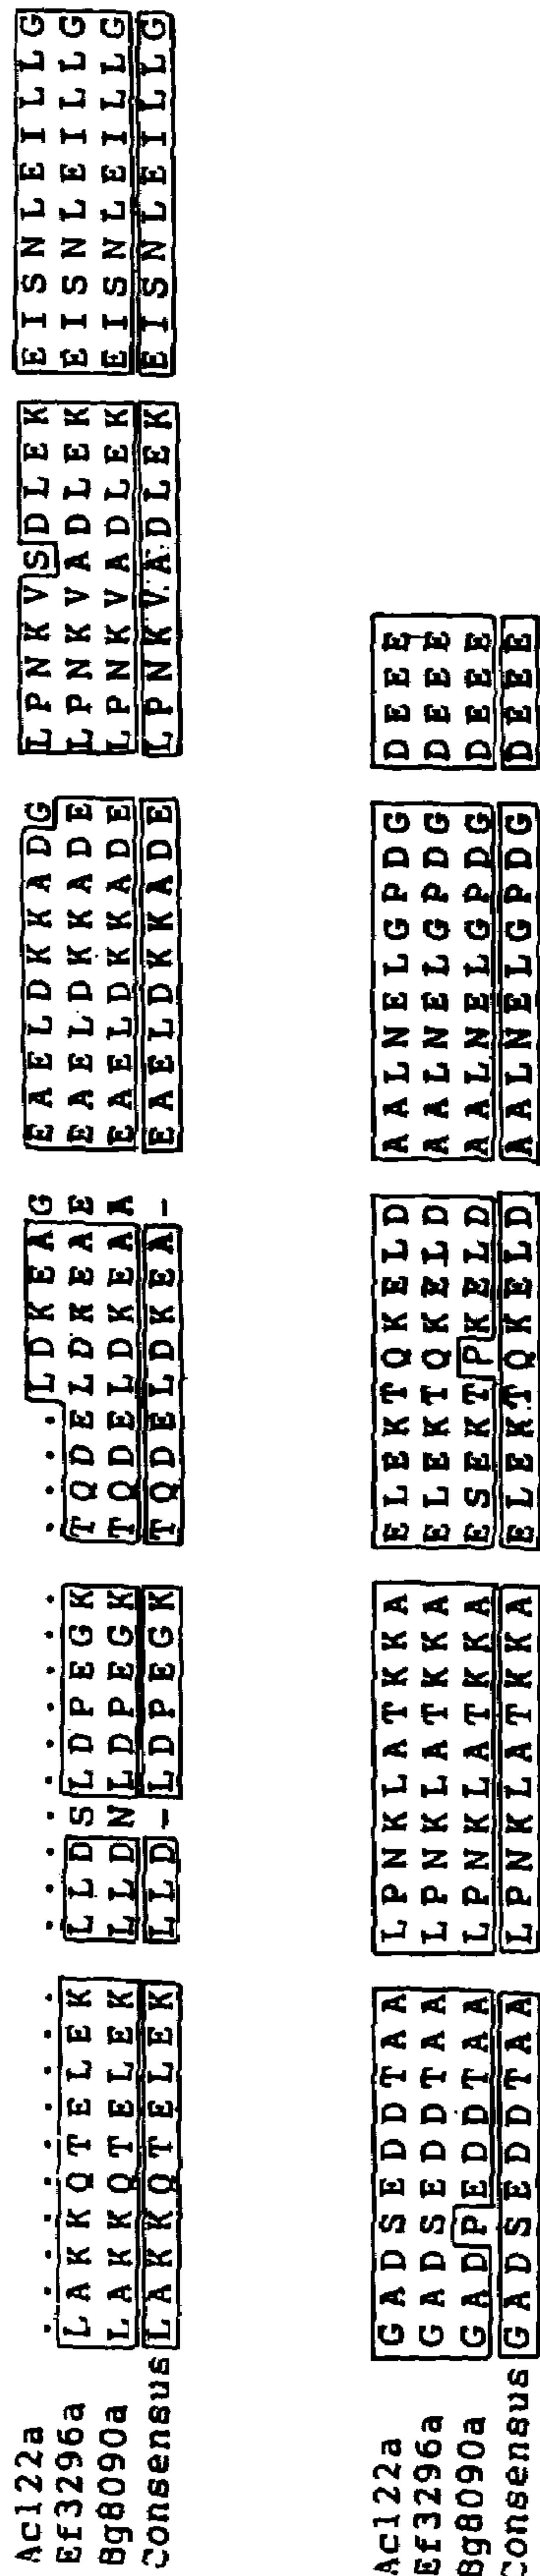 Ac122a .......... .......... ....LDKEAG EAELDKKADG LPNKVSDLEK EISNLEILLG
Ef3296a LAKKQTELEK LLDSLDPEGK TQDELDKEAE EAELDKKADE LPNKVADLEK EISNLEILLG
Bg8090a LAKKQTELEK LLDNLDPEGK TQDELDKEAA EAELDKKADE LPNKVADLEK EISNLEILLG
Consensus LAKKQTELEK LLD-LDPEGK TQDELDKEA- EAELDKKADE LPNKVADLEK EISNLEILLG
Ac122a GADSEDDTAA LPNKLATKKA ELEKTQKELD AALNELGPDG DEEE
Ef3296a GADSEDDTAA LPNKLATKKA ELEKTQKELD AALNELGPDG DEEE
Bg8090a GADPEDDTAA LPNKLATKKA ESEKTPKELD AALNELGPDG DEEE
Consensus GADSEDDTAA LPNKLATKKA ELEKTQKELD AALNELGPDG DEEE